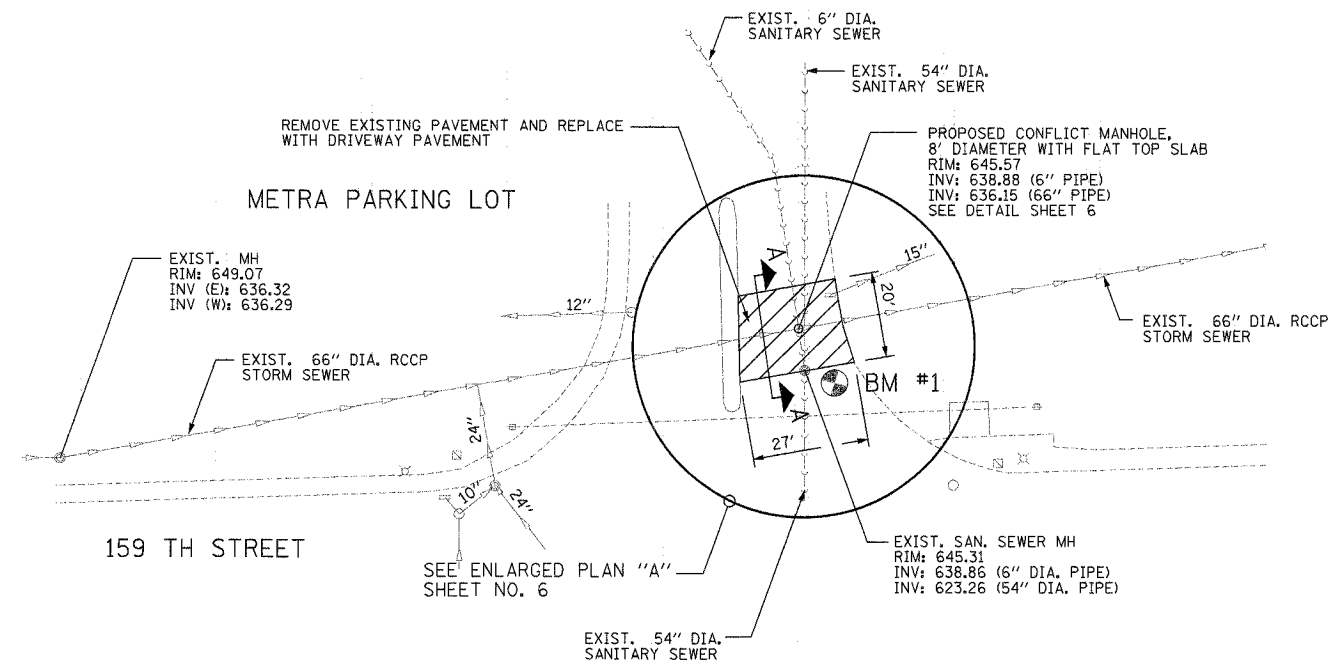 EXIST. 6" DIA.
SANITARY SEWER
EXIST. 54" DIA.
SANITARY SEWER
REMOVE EXISTING PAVEMENT AND REPLACE
WITH DRIVEWAY PAVEMENT
PROPOSED CONFLICT MANHOLE,
8' DIAMETER WITH FLAT TOP SLAB
RIM: 645.57
INV: 638.88 (6" PIPE)
INV: 636.15 (66" PIPE)
SEE DETAIL SHEET 6
METRA PARKING LOT
EXIST. MH
RIM: 649.07
INV (E): 636.32
INV (W): 636.29
A
15"
20'
12"
EXIST. 66" DIA. RCCP
STORM SEWER
EXIST. 66" DIA. RCCP
STORM SEWER
BM #1
A
24"
27'
10"
24"
159 TH STREET
SEE ENLARGED PLAN "A"
SHEET NO. 6
EXIST. SAN. SEWER MH
RIM: 645.31
INV: 638.86 (6" DIA. PIPE)
INV: 623.26 (54" DIA. PIPE)
EXIST. 54" DIA.
SANITARY SEWER